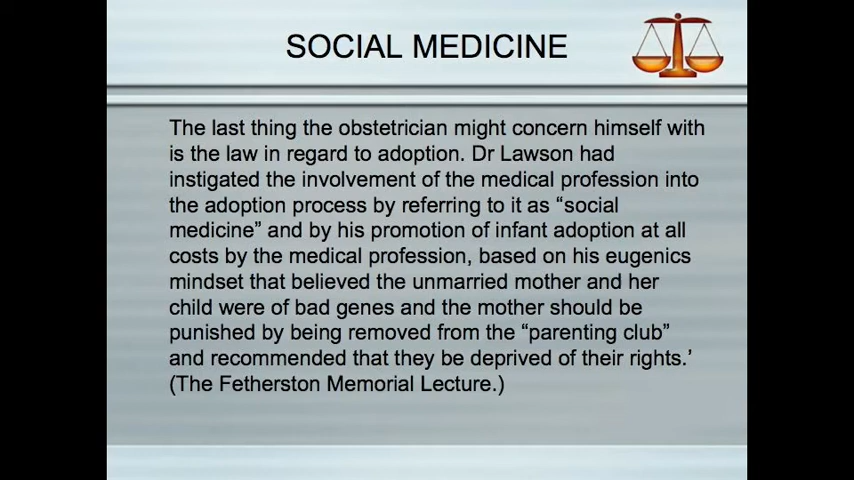 SOCIAL MEDICINE
The last thing the obstetrician might concern himself with
is the law in regard to adoption. Dr Lawson had
instigated the involvement of the medical profession into
the adoption process by referring to it as “social
medicine” and by his promotion of infant adoption at all
costs by the medical profession, based on his eugenics
mindset that believed the unmarried mother and her
child were of bad genes and the mother should be
punished by being removed from the “parenting club”
and recommended that they be deprived of their rights.’
(The Fetherston Memorial Lecture.)